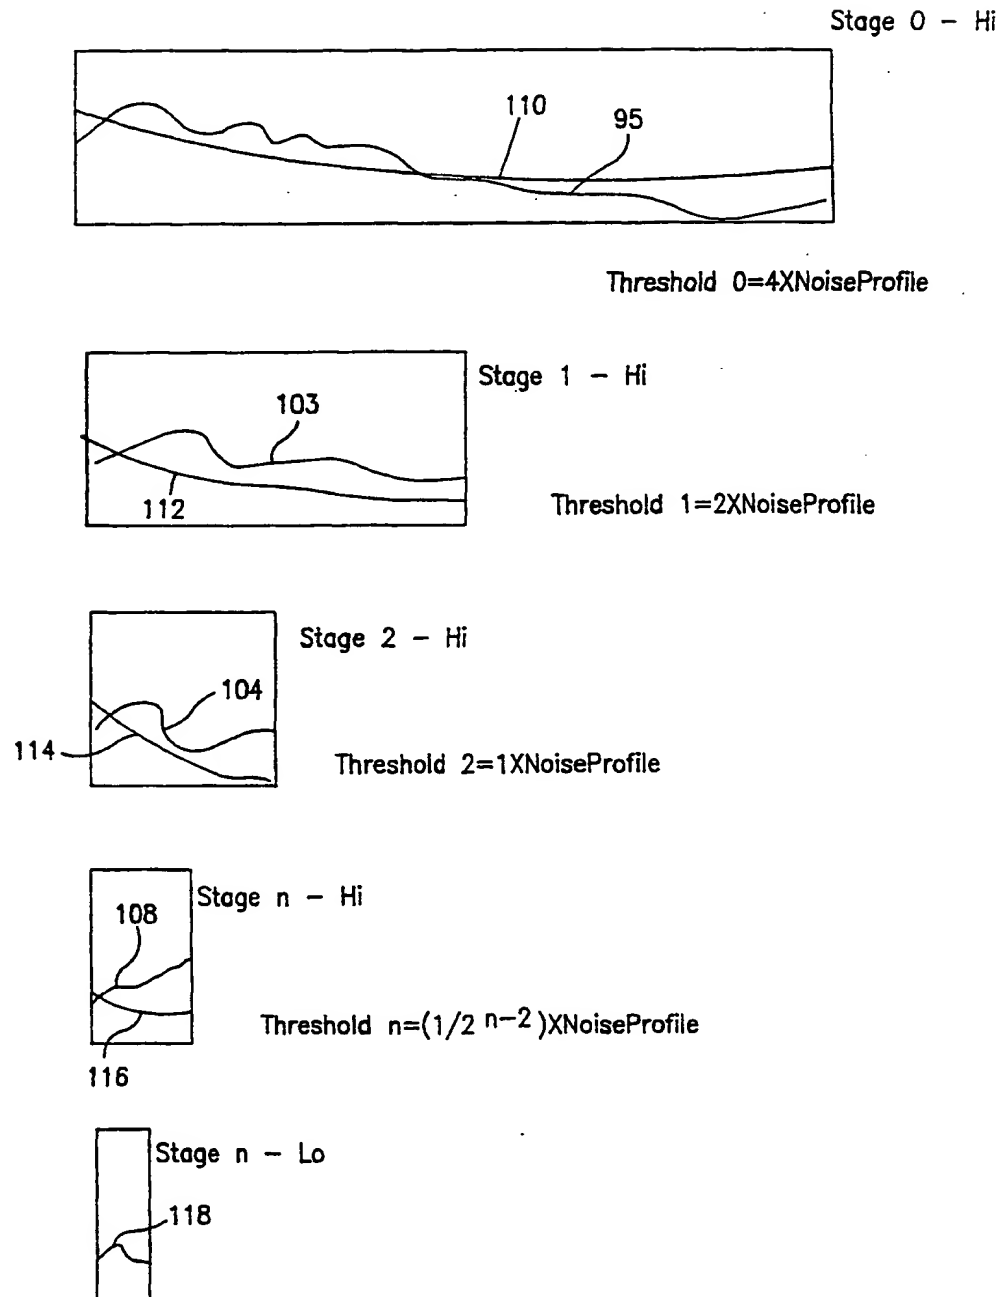 Stage 0 - Hi
110
95
Threshold 0=4XNoiseProfile
Stage 1 - Hi
103
112
Threshold 1=2XNoiseProfile
Stage 2 - Hi
104
114
Threshold 2=1XNoiseProfile
Stage n - Hi
108
Threshold n=(1/2 n-2)XNoiseProfile
116
Stage n - Lo
118